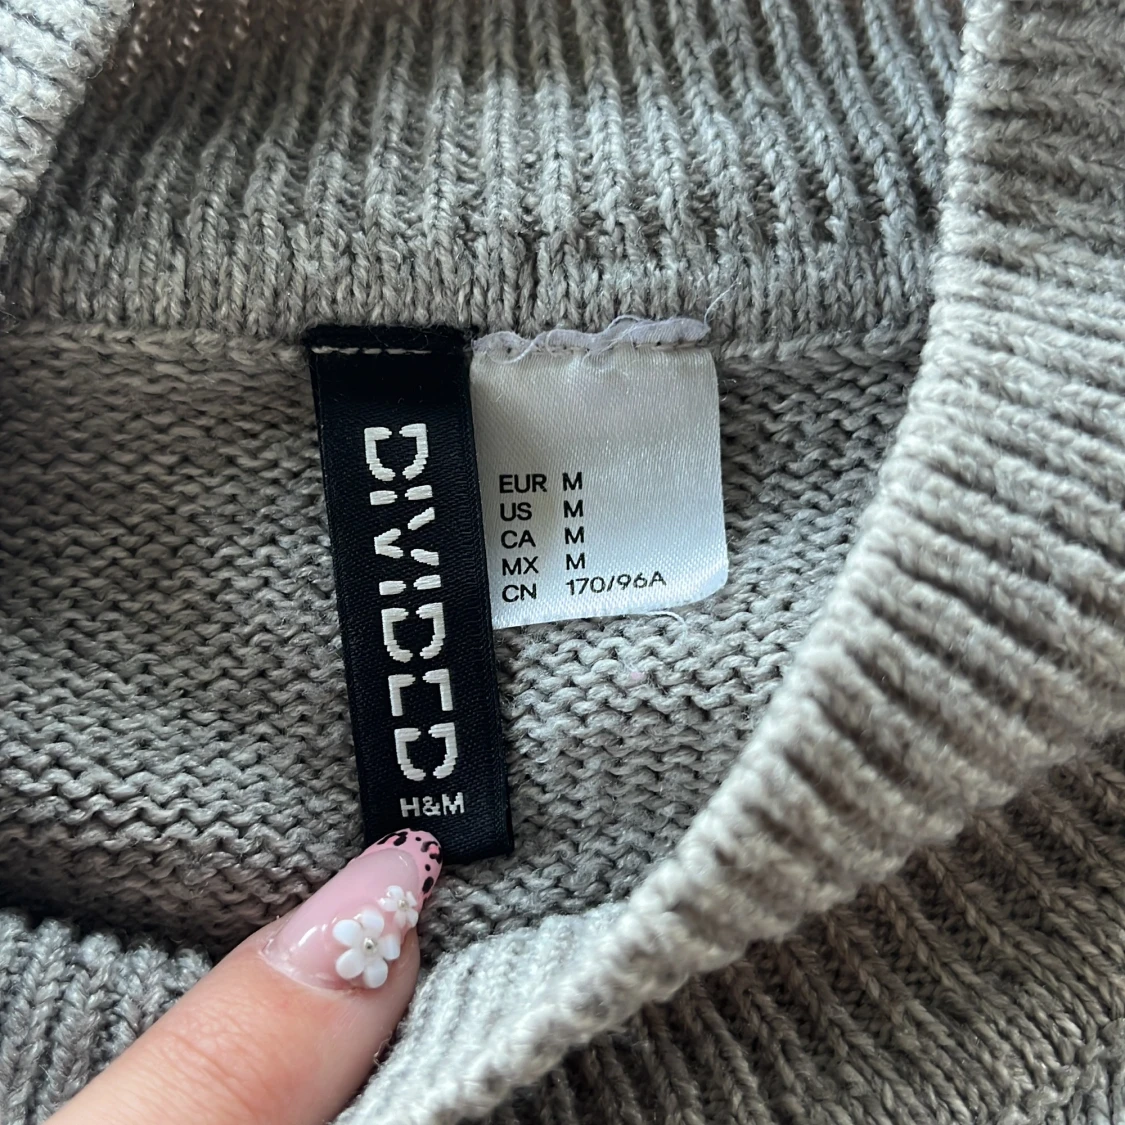 DIVIDED
H&M
EUR M
US M
CA M
MX M
CN 170/96A